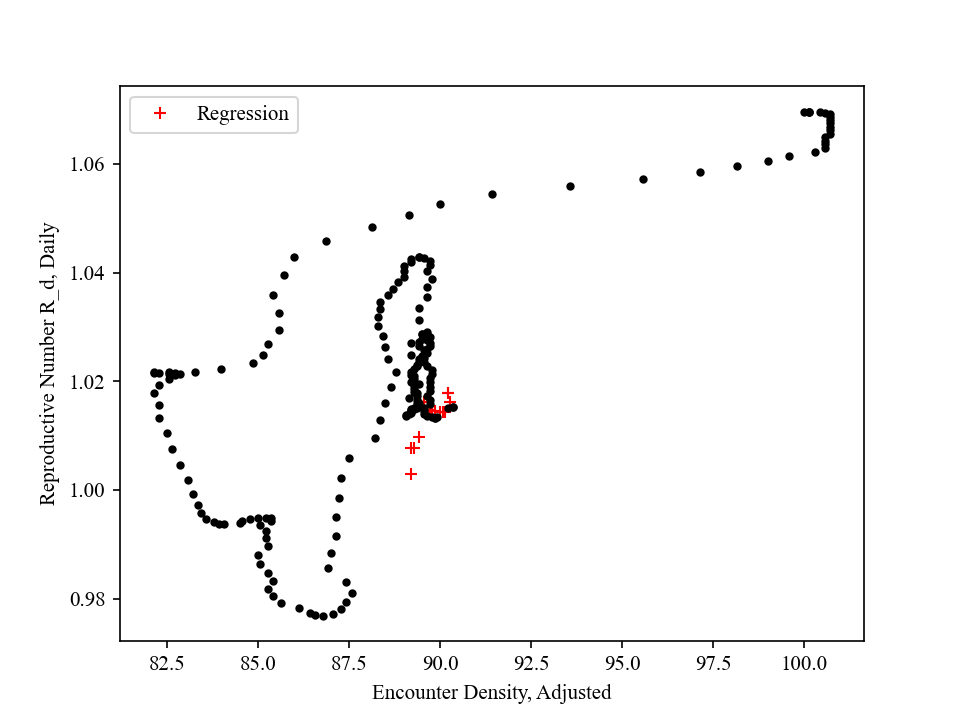 Regression
1.06
1.04
1.02
1.00
0.98
Reproductive Number R_d, Daily
82.5 85.0 87.5 90.0 92.5 95.0 97.5 100.0
Encounter Density, Adjusted